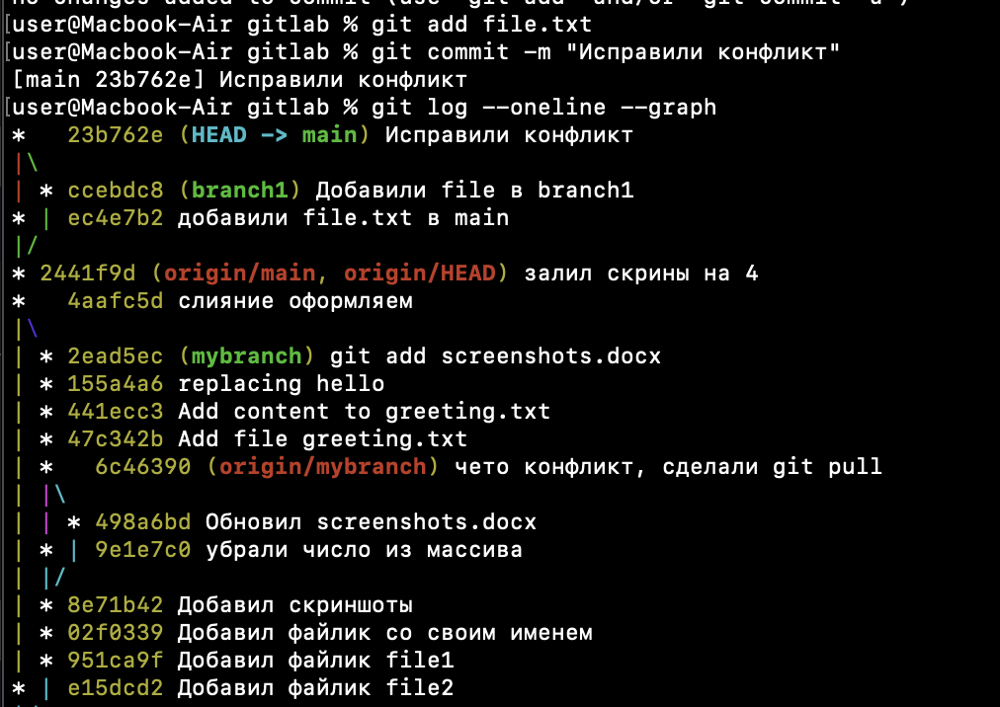 [user@Macbook-Air gitlab % git add file.txt
[user@Macbook-Air gitlab % git commit -m "Исправили конфликт"
[main 23b762e] Исправили конфликт
[user@Macbook-Air gitlab % git log --oneline --graph
*   23b762e (HEAD -> main) Исправили конфликт
|\
| * ccebdc8 (branch1) Добавили file в branch1
* | ec4e7b2 добавили file.txt в main
|/
* 2441f9d (origin/main, origin/HEAD) залил скрины на 4
*   4aafc5d слияние оформляем
|\
| * 2ead5ec (mybranch) git add screenshots.docx
| * 155a4a6 replacing hello
| * 441ecc3 Add content to greeting.txt
| * 47c342b Add file greeting.txt
| *   6c46390 (origin/mybranch) чето конфликт, сделали git pull
| |\
| | * 498a6bd Обновил screenshots.docx
| * | 9e1e7c0 убрали число из массива
| |/
| * 8e71b42 Добавил скриншоты
| * 02f0339 Добавил файлик со своим именем
| * 951ca9f Добавил файлик file1
* | e15dcd2 Добавил файлик file2